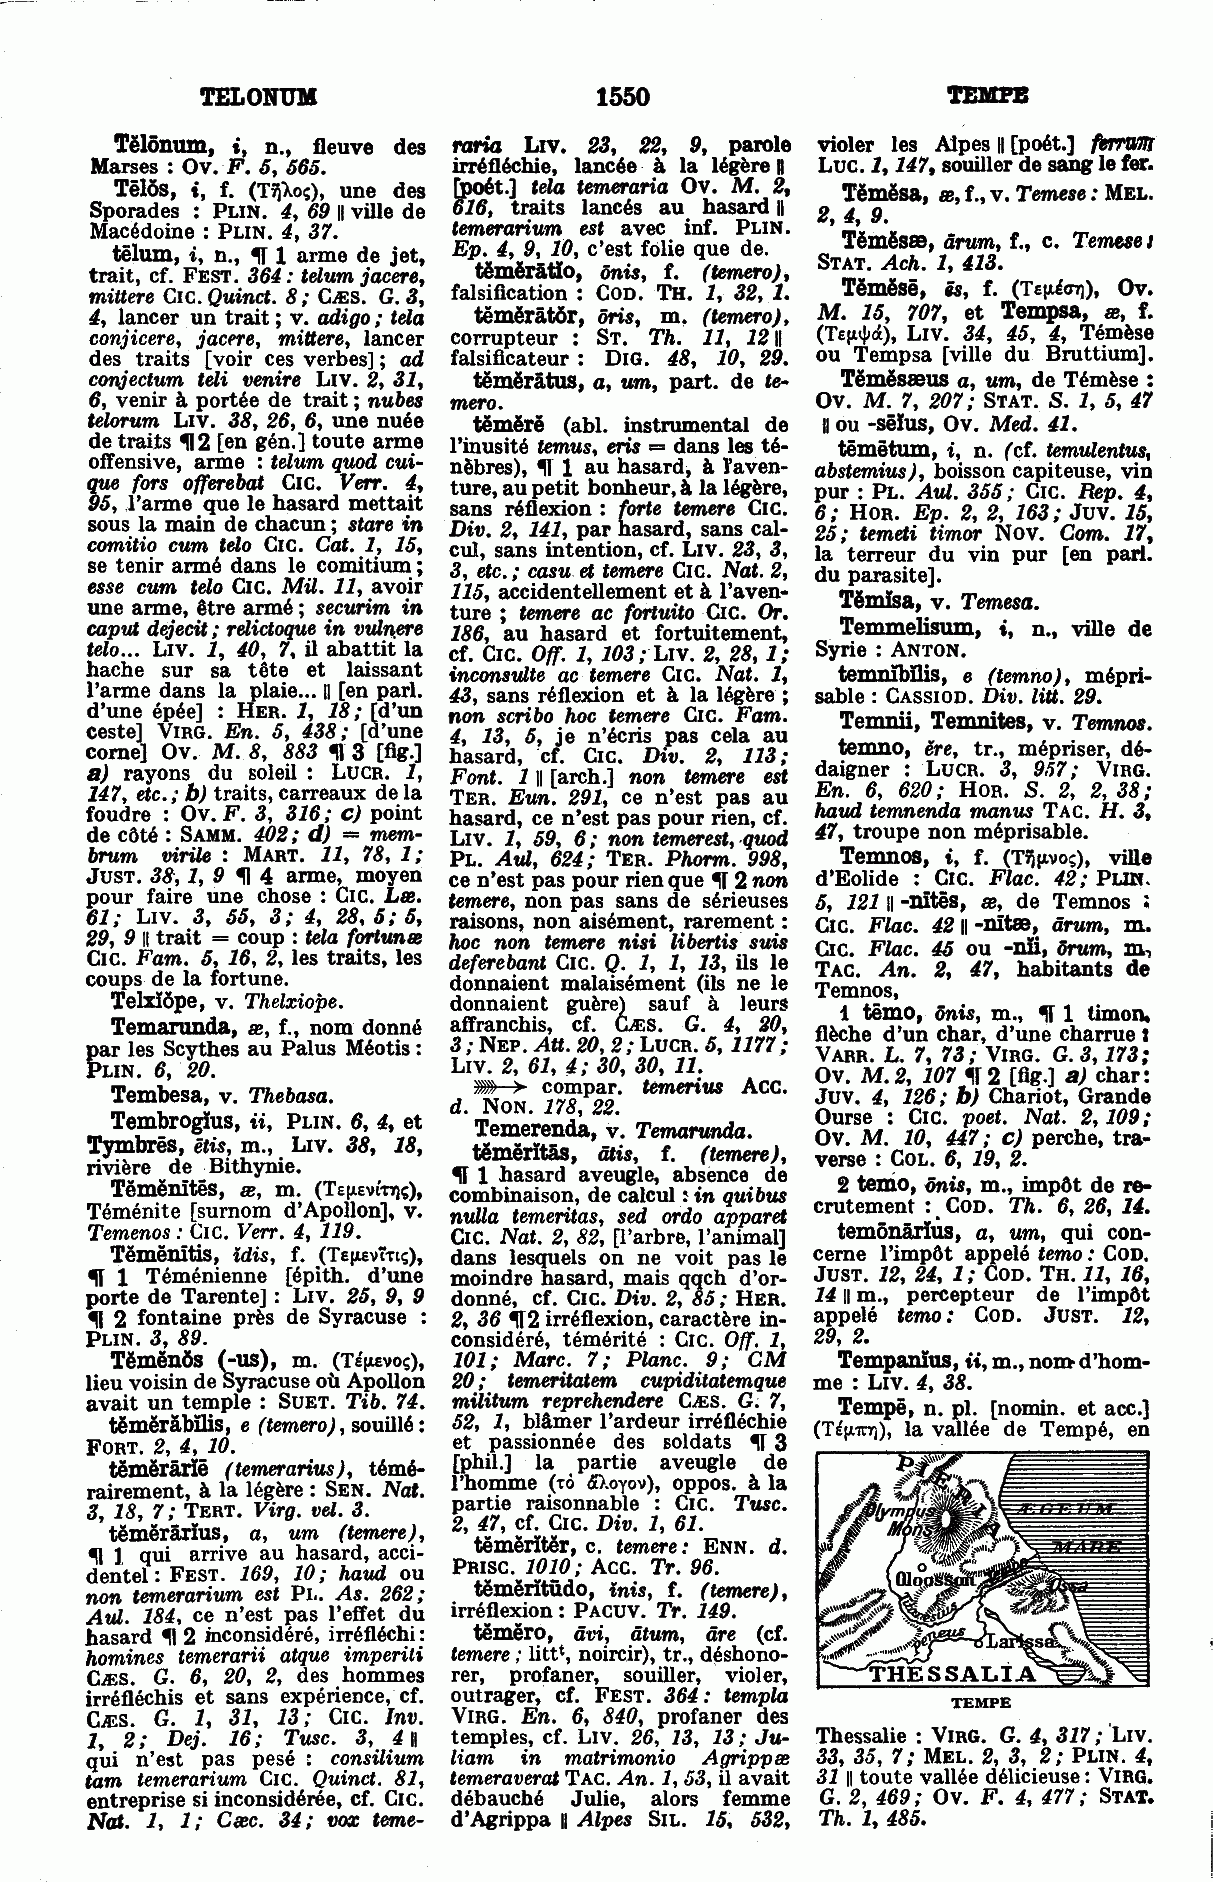 TELONUM 1550 TEMPE
Tĕlōnum, i, n., fleuve des
Marses : Ov. F. 5, 565.
Tēlŏs, i, f. (Τῆλος), une des
Sporades : PLIN. 4, 69 || ville de
Macédoine : PLIN. 4, 37.
tēlum, i, n., ¶ 1 arme de jet,
trait, cf. FEST. 364 : telum jacere,
mittere CIC. Quinct. 8 ; CÆS. G. 3,
4, lancer un trait ; v. adigo ; tela
conjicere, jacere, mittere, lancer
des traits [voir ces verbes] ; ad
conjectum teli venire LIV. 2, 31,
6, venir à portée de trait ; nubes
telorum LIV. 38, 26, 6, une nuée
de traits ¶ 2 [en gén.] toute arme
offensive, arme : telum quod cui-
que fors offerebat CIC. Verr. 4,
95, l'arme que le hasard mettait
sous la main de chacun ; stare in
comitio cum telo CIC. Cat. 1, 15,
se tenir armé dans le comitium ;
esse cum telo CIC. Mil. 11, avoir
une arme, être armé ; securim in
caput dejecit ; relictoque in vulnere
telo... LIV. 1, 40, 7, il abattit la
hache sur sa tête et laissant
l'arme dans la plaie... || [en parl.
d'une épée] : HER. 1, 18 ; [d'un
ceste] VIRG. En. 5, 438 ; [d'une
corne] Ov. M. 8, 883 ¶ 3 [fig.]
a) rayons du soleil : LUCR. 1,
147, etc. ; b) traits, carreaux de la
foudre : Ov. F. 3, 316 ; c) point
de côté : SAMM. 402 ; d) = mem-
brum virile : MART. 11, 78, 1 ;
JUST. 38, 1, 9 ¶ 4 arme, moyen
pour faire une chose : CIC. Læ.
61 ; LIV. 3, 55, 3 ; 4, 28, 5 ; 5,
29, 9 || trait = coup : tela fortunæ
CIC. Fam. 5, 16, 2, les traits, les
coups de la fortune.
Telxĭŏpe, v. Thelxiope.
Temarunda, æ, f., nom donné
par les Scythes au Palus Méotis :
PLIN. 6, 20.
Tembesa, v. Thebasa.
Tembrogĭus, ii, PLIN. 6, 4, et
Tymbrēs, ētis, m., LIV. 38, 18,
rivière de Bithynie.
Tĕmĕnītēs, æ, m. (Τεμενίτης),
Téménite [surnom d'Apollon], v.
Temenos : CIC. Verr. 4, 119.
Tĕmĕnītis, idis, f. (Τεμενῖτις),
¶ 1 Téménienne [épith. d'une
porte de Tarente] : LIV. 25, 9, 9
¶ 2 fontaine près de Syracuse :
PLIN. 3, 89.
Tĕmĕnŏs (-us), m. (Τέμενος),
lieu voisin de Syracuse où Apollon
avait un temple : SUET. Tib. 74.
tĕmĕrābĭlis, e (temero), souillé :
FORT. 2, 4, 10.
tĕmĕrārĭē (temerarius), témé-
rairement, à la légère : SEN. Nat.
3, 18, 7 ; TERT. Virg. vel. 3.
tĕmĕrārĭus, a, um (temere),
¶ 1 qui arrive au hasard, acci-
dentel : FEST. 169, 10 ; haud ou
non temerarium est PL. As. 262 ;
Aul. 184, ce n'est pas l'effet du
hasard ¶ 2 inconsidéré, irréfléchi :
homines temerarii atque imperiti
CÆS. G. 6, 20, 2, des hommes
irréfléchis et sans expérience, cf.
CÆS. G. 1, 31, 13 ; CIC. Inv.
1, 2 ; Dej. 16 ; Tusc. 3, 4 ||
qui n'est pas pesé : consilium
tam temerarium CIC. Quinct. 81,
entreprise si inconsidérée, cf. CIC.
Nat. 1, 1 ; Cæc. 34 ; vox teme-
raria LIV. 23, 22, 9, parole
irréfléchie, lancée à la légère ||
[poét.] tela temeraria Ov. M. 2,
616, traits lancés au hasard ||
temerarium est avec inf. PLIN.
Ep. 4, 9, 10, c'est folie que de.
tĕmĕrātĭo, ōnis, f. (temero),
falsification : COD. TH. 1, 32, 1.
tĕmĕrātŏr, ōris, m. (temero),
corrupteur : ST. Th. 11, 12 ||
falsificateur : DIG. 48, 10, 29.
tĕmĕrātus, a, um, part. de te-
mero.
tĕmĕrĕ (abl. instrumental de
l'inusité temus, eris = dans les té-
nèbres), ¶ 1 au hasard, à l'aven-
ture, au petit bonheur, à la légère,
sans réflexion : forte temere CIC.
Div. 2, 141, par hasard, sans cal-
cul, sans intention, cf. LIV. 23, 3,
3, etc. ; casu et temere CIC. Nat. 2,
115, accidentellement et à l'aven-
ture ; temere ac fortuito CIC. Or.
186, au hasard et fortuitement,
cf. CIC. Off. 1, 103 ; LIV. 2, 28, 1 ;
inconsulte ac temere CIC. Nat. 1,
43, sans réflexion et à la légère ;
non scribo hoc temere CIC. Fam.
4, 13, 5, je n'écris pas cela au
hasard, cf. CIC. Div. 2, 113 ;
Font. 1 || [arch.] non temere est
TER. Eun. 291, ce n'est pas au
hasard, ce n'est pas pour rien, cf.
LIV. 1, 59, 6 ; non temerest, quod
PL. Aul, 624 ; TER. Phorm. 998,
ce n'est pas pour rien que ¶ 2 non
temere, non pas sans de sérieuses
raisons, non aisément, rarement :
hoc non temere nisi libertis suis
deferebant CIC. Q. 1, 1, 13, ils le
donnaient malaisément (ils ne le
donnaient guère) sauf à leurs
affranchis, cf. CÆS. G. 4, 20,
3 ; NEP. Att. 20, 2 ; LUCR. 5, 1177 ;
LIV. 2, 61, 4 ; 30, 30, 11.
⤐ compar. temerius ACC.
d. NON. 178, 22.
Temerenda, v. Temarunda.
tĕmĕrĭtās, ātis, f. (temere),
¶ 1 hasard aveugle, absence de
combinaison, de calcul : in quibus
nulla temeritas, sed ordo apparet
CIC. Nat. 2, 82, [l'arbre, l'animal]
dans lesquels on ne voit pas le
moindre hasard, mais qqch d'or-
donné, cf. CIC. Div. 2, 85 ; HER.
2, 36 ¶ 2 irréflexion, caractère in-
considéré, témérité : CIC. Off. 1,
101 ; Marc. 7 ; Planc. 9 ; CM
20 ; temeritatem cupiditatemque
militum reprehendere CÆS. G. 7,
52, 1, blâmer l'ardeur irréfléchie
et passionnée des soldats ¶ 3
[phil.] la partie aveugle de
l'homme (τὸ ἄλογον), oppos. à la
partie raisonnable : CIC. Tusc.
2, 47, cf. CIC. Div. 1, 61.
tĕmĕrĭtĕr, c. temere : ENN. d.
PRISC. 1010 ; ACC. Tr. 96.
tĕmĕrĭtūdo, inis, f. (temere),
irréflexion : PACUV. Tr. 149.
tĕmĕro, āvi, ātum, āre (cf.
temere ; littᵗ, noircir), tr., déshono-
rer, profaner, souiller, violer,
outrager, cf. FEST. 364 : templa
VIRG. En. 6, 840, profaner des
temples, cf. LIV. 26, 13, 13 ; Ju-
liam in matrimonio Agrippæ
temeraverat TAC. An. 1, 53, il avait
débauché Julie, alors femme
d'Agrippa || Alpes SIL. 15, 532,
violer les Alpes || [poét.] ferrum
LUC. 1, 147, souiller de sang le fer.
Tĕmĕsa, æ, f., v. Temese : MEL.
2, 4, 9.
Tĕmĕsæ, ārum, f., c. Temese :
STAT. Ach. 1, 413.
Tĕmĕsē, ēs, f. (Τεμέση), Ov.
M. 15, 707, et Tempsa, æ, f.
(Τεμψά), LIV. 34, 45, 4, Témèse
ou Tempsa [ville du Bruttium].
Tĕmĕsæus a, um, de Témèse :
Ov. M. 7, 207 ; STAT. S. 1, 5, 47
|| ou -sēĭus, Ov. Med. 41.
tēmētum, i, n. (cf. temulentus,
abstemius), boisson capiteuse, vin
pur : PL. Aul. 355 ; CIC. Rep. 4,
6 ; HOR. Ep. 2, 2, 163 ; JUV. 15,
25 ; temeti timor NOV. Com. 17,
la terreur du vin pur [en parl.
du parasite].
Tĕmĭsa, v. Temesa.
Temmelisum, i, n., ville de
Syrie : ANTON.
temnĭbĭlis, e (temno), mépri-
sable : CASSIOD. Div. litt. 29.
Temnii, Temnites, v. Temnos.
temno, ĕre, tr., mépriser, dé-
daigner : LUCR. 3, 957 ; VIRG.
En. 6, 620 ; HOR. S. 2, 2, 38 ;
haud temnenda manus TAC. H. 3,
47, troupe non méprisable.
Temnos, i, f. (Τῆμνος), ville
d'Eolide : CIC. Flac. 42 ; PLIN.
5, 121 || -nītēs, æ, de Temnos :
CIC. Flac. 42 || -nītæ, ārum, m.
CIC. Flac. 45 ou -nĭi, ōrum, m.,
TAC. An. 2, 47, habitants de
Temnos,
1 tēmo, ōnis, m., ¶ 1 timon,
flèche d'un char, d'une charrue :
VARR. L. 7, 73 ; VIRG. G. 3, 173 ;
Ov. M. 2, 107 ¶ 2 [fig.] a) char :
JUV. 4, 126 ; b) Chariot, Grande
Ourse : CIC. poet. Nat. 2, 109 ;
Ov. M. 10, 447 ; c) perche, tra-
verse : COL. 6, 19, 2.
2 temo, ōnis, m., impôt de re-
crutement : COD. Th. 6, 26, 14.
temōnārĭus, a, um, qui con-
cerne l'impôt appelé temo : COD.
JUST. 12, 24, 1 ; COD. TH. 11, 16,
14 || m., percepteur de l'impôt
appelé temo : COD. JUST. 12,
29, 2.
Tempanĭus, ii, m., nom d'hom-
me : LIV. 4, 38.
Tempē, n. pl. [nomin. et acc.]
(Τέμπη), la vallée de Tempé, en
PIERIA
Olympus
Mons
ÆGEUM
MARE
Oloosson
Ossa
Peneus
Larissa
THESSALIA
TEMPE
Thessalie : VIRG. G. 4, 317 ; LIV.
33, 35, 7 ; MEL. 2, 3, 2 ; PLIN. 4,
31 || toute vallée délicieuse : VIRG.
G. 2, 469 ; Ov. F. 4, 477 ; STAT.
Th. 1, 485.